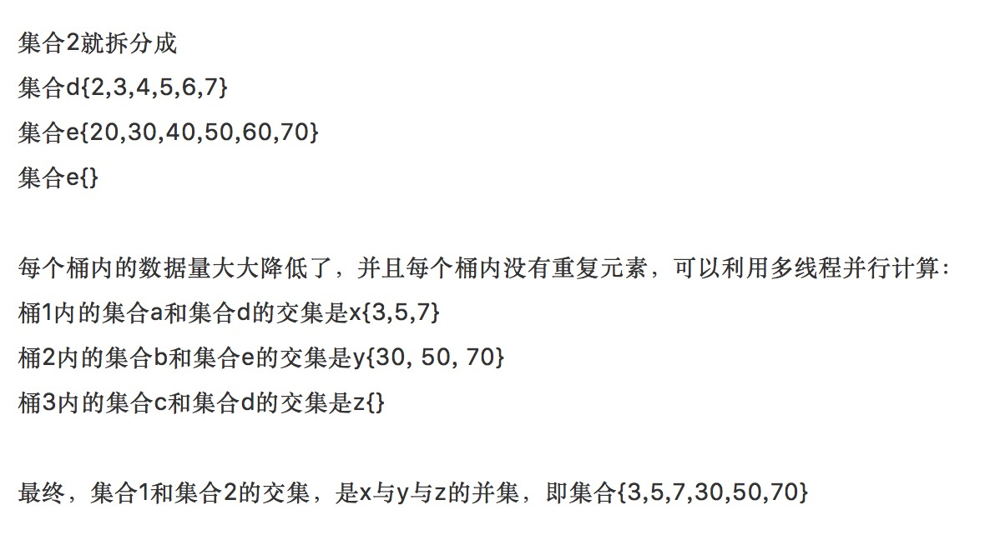 集合2就拆分成
集合d{2,3,4,5,6,7}
集合e{20,30,40,50,60,70}
集合e{}
每个桶内的数据量大大降低了，并且每个桶内没有重复元素，可以利用多线程并行计算：
桶1内的集合a和集合d的交集是x{3,5,7}
桶2内的集合b和集合e的交集是y{30, 50, 70}
桶3内的集合c和集合d的交集是z{}
最终，集合1和集合2的交集，是x与y与z的并集，即集合{3,5,7,30,50,70}